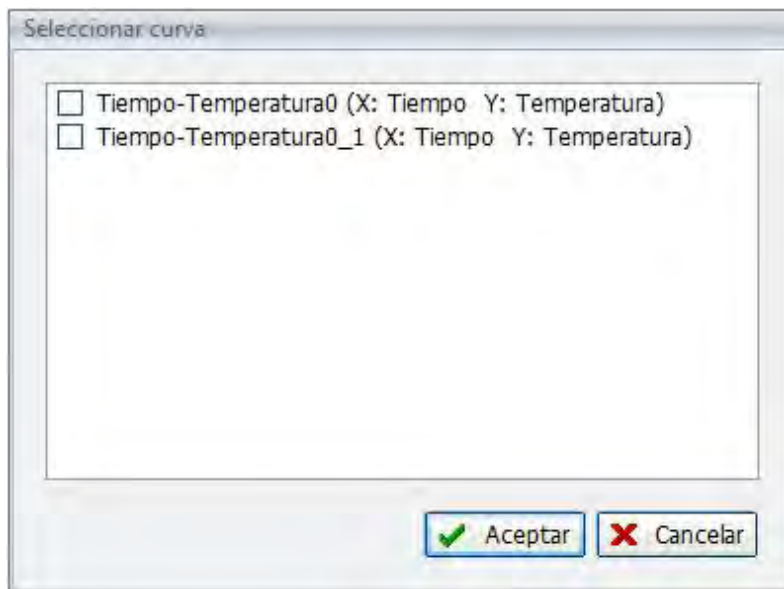 Seleccionar curva
Tiempo-Temperatura0 (X: Tiempo  Y: Temperatura)
Tiempo-Temperatura0_1 (X: Tiempo  Y: Temperatura)
Aceptar
Cancelar